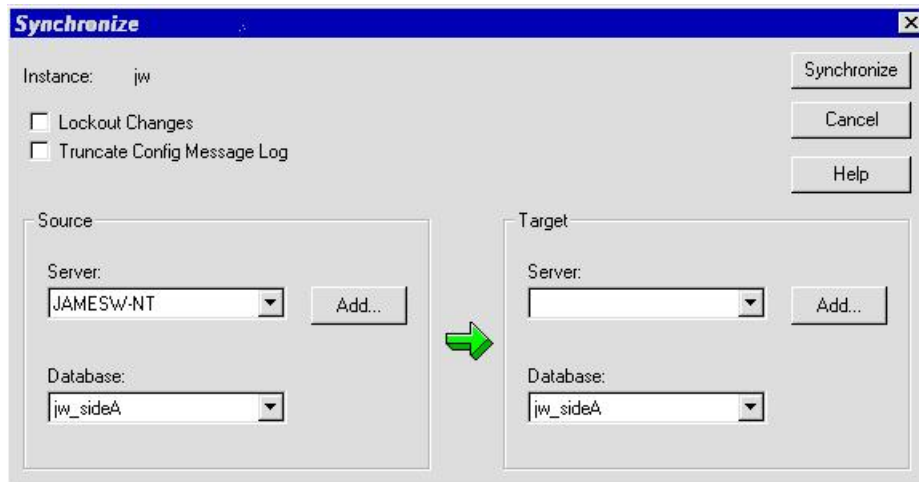 Synchronize
Instance: jw
Synchronize
Lockout Changes
Cancel
Truncate Config Message Log
Help
Source
Server:
JAMESW-NT
Add...
Database:
jw_sideA
Target
Server:
Add...
Database:
jw_sideA